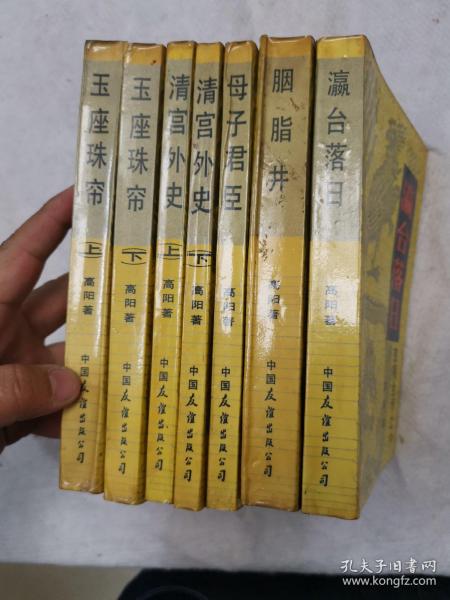 玉座珠帘
(上)
高阳著
中国友谊出版公司
玉座珠帘
(下)
高阳著
中国友谊出版公司
清宫外史
(上)
高阳著
中国友谊出版公司
清宫外史
(下)
高阳著
中国友谊出版公司
母子君臣
高阳著
中国友谊出版公司
胭脂井
高阳著
中国友谊出版公司
瀛台落日
高阳著
中国友谊出版公司
瀛台落日
孔夫子旧书网
www.kongfz.com